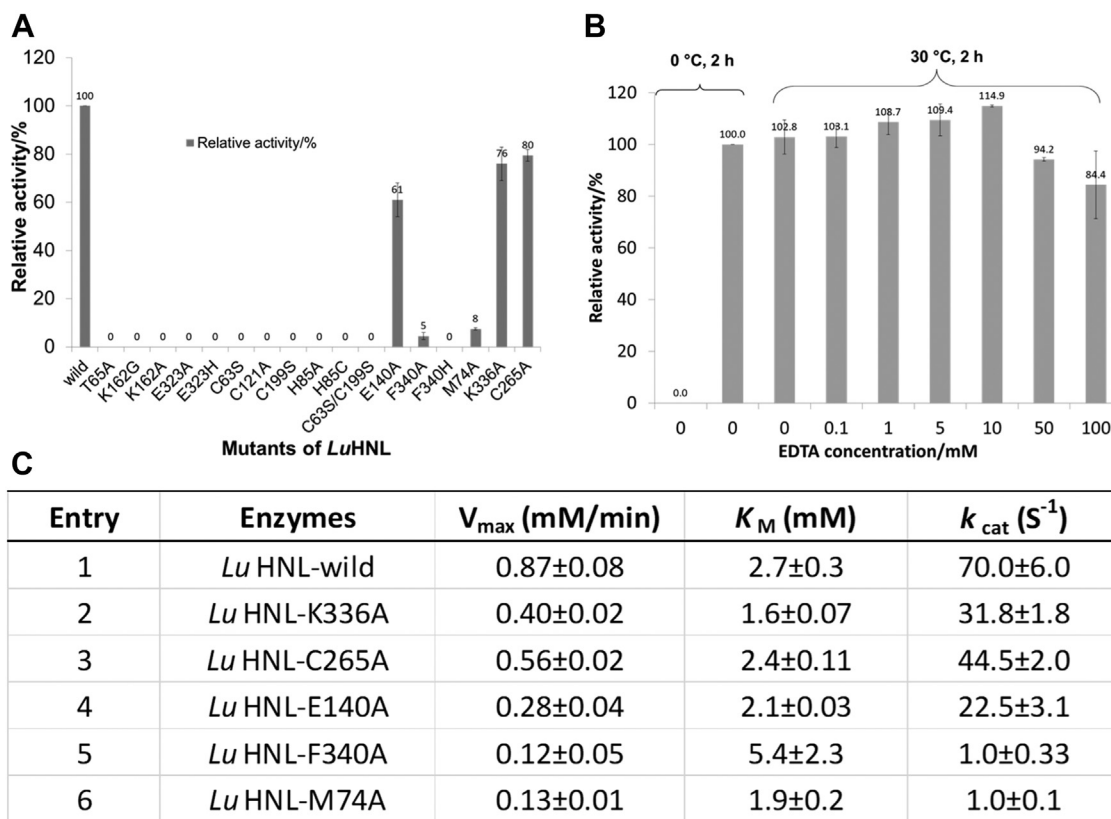 A
Relative activity/%
120
100
80
60
40
20
0
100
0
0
0
0
0
0
0
0
0
0
0
61
5
0
8
76
80
Relative activity/%
wild
T65A
K162G
K162A
E323A
E323H
C63S
C121A
C199S
H85A
H85C
C63S/C199S
E140A
F340A
F340H
M74A
K336A
C265A
Mutants of LuHNL
B
0 °C, 2 h
30 °C, 2 h
Relative activity/%
120
100
80
60
40
20
0
0.0
100.0
102.8
103.1
108.7
109.4
114.9
94.2
84.4
0 0 0 0.1 1 5 10 50 100
EDTA concentration/mM
C
Entry Enzymes Vmax (mM/min) K M (mM) k cat (S-1)
1 Lu HNL-wild 0.87±0.08 2.7±0.3 70.0±6.0
2 Lu HNL-K336A 0.40±0.02 1.6±0.07 31.8±1.8
3 Lu HNL-C265A 0.56±0.02 2.4±0.11 44.5±2.0
4 Lu HNL-E140A 0.28±0.04 2.1±0.03 22.5±3.1
5 Lu HNL-F340A 0.12±0.05 5.4±2.3 1.0±0.33
6 Lu HNL-M74A 0.13±0.01 1.9±0.2 1.0±0.1